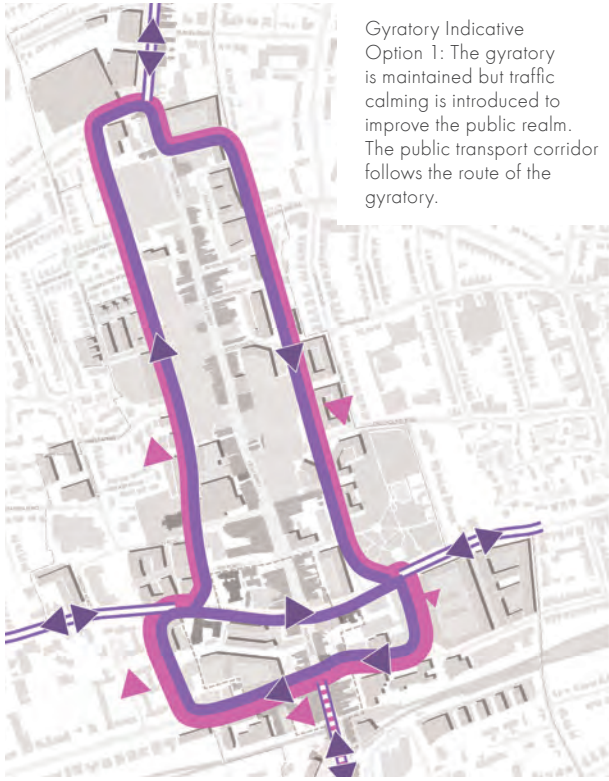 Gyratory Indicative
Option 1: The gyratory
is maintained but traffic
calming is introduced to
improve the public realm.
The public transport corridor
follows the route of the
gyratory.